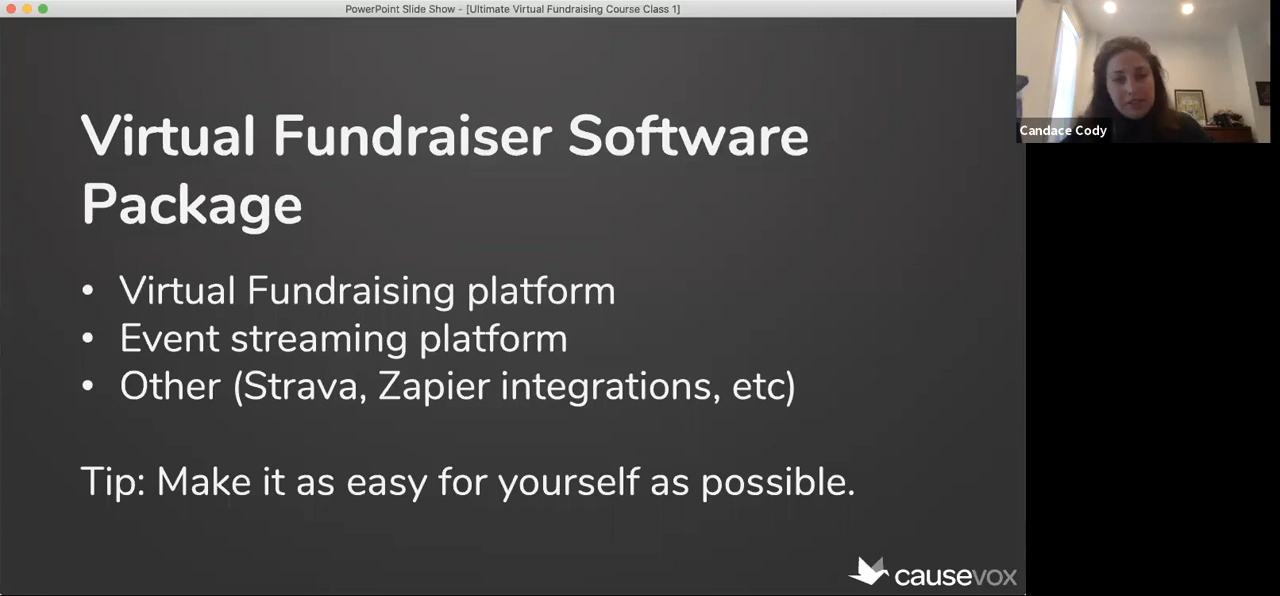 PowerPoint Slide Show - [Ultimate Virtual Fundraising Course Class 1]
Virtual Fundraiser Software
Package
• Virtual Fundraising platform
• Event streaming platform
• Other (Strava, Zapier integrations, etc)
Tip: Make it as easy for yourself as possible.
causevox
Candace Cody